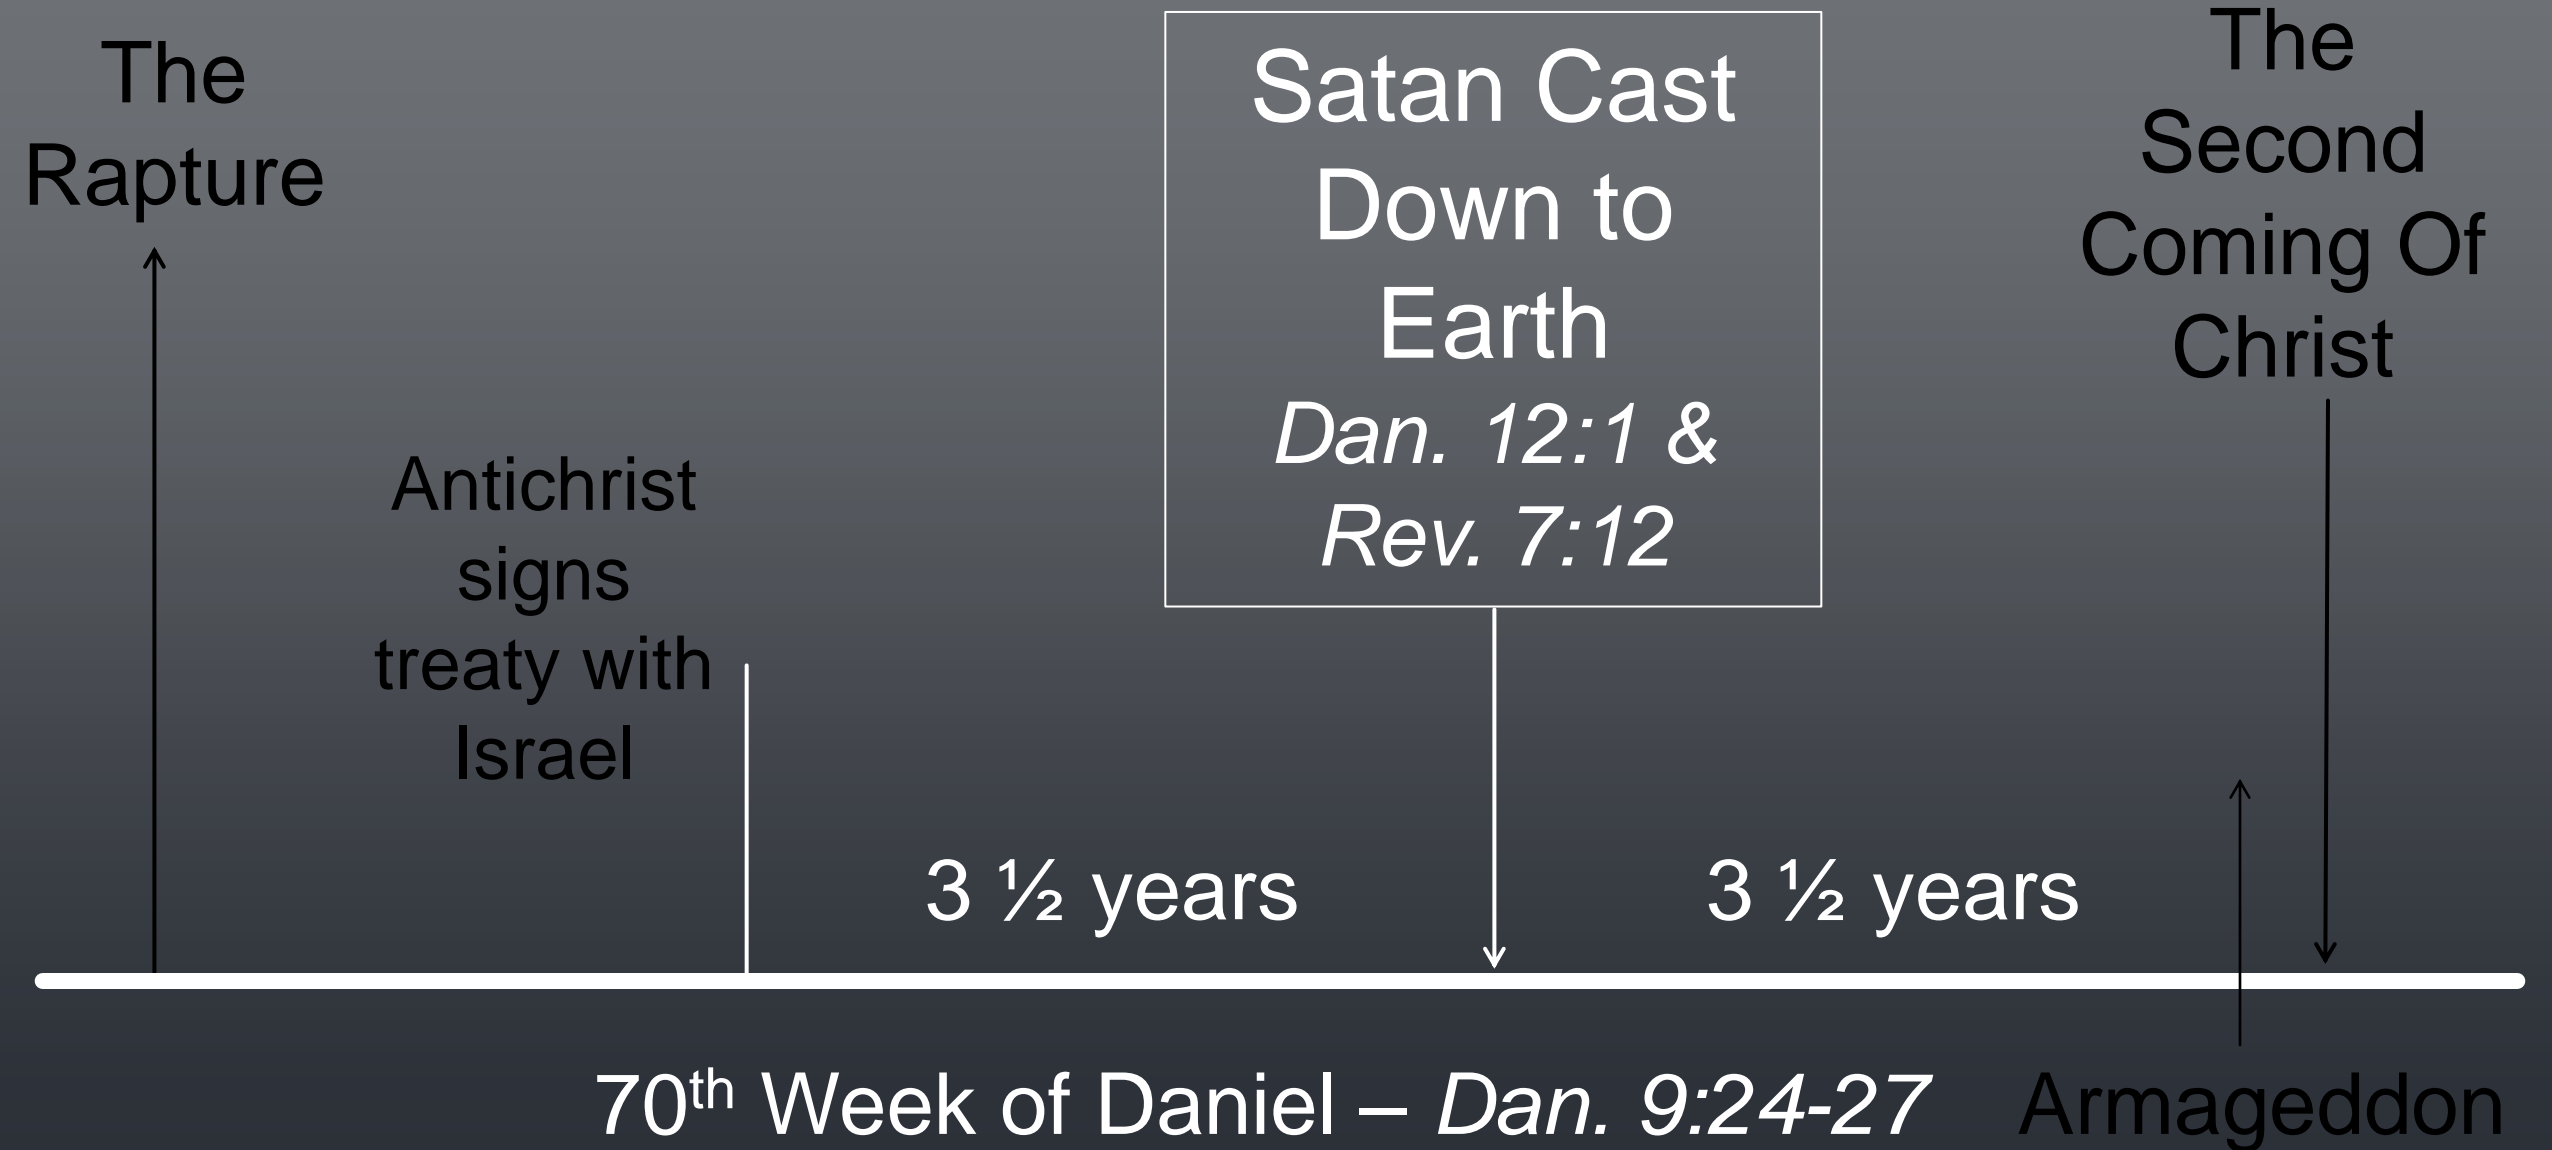 The
Rapture
Antichrist
signs
treaty with
Israel
Satan Cast
Down to
Earth
Dan. 12:1 &
Rev. 7:12
The
Second
Coming Of
Christ
3 ½ years
3 ½ years
70th Week of Daniel – Dan. 9:24-27
Armageddon